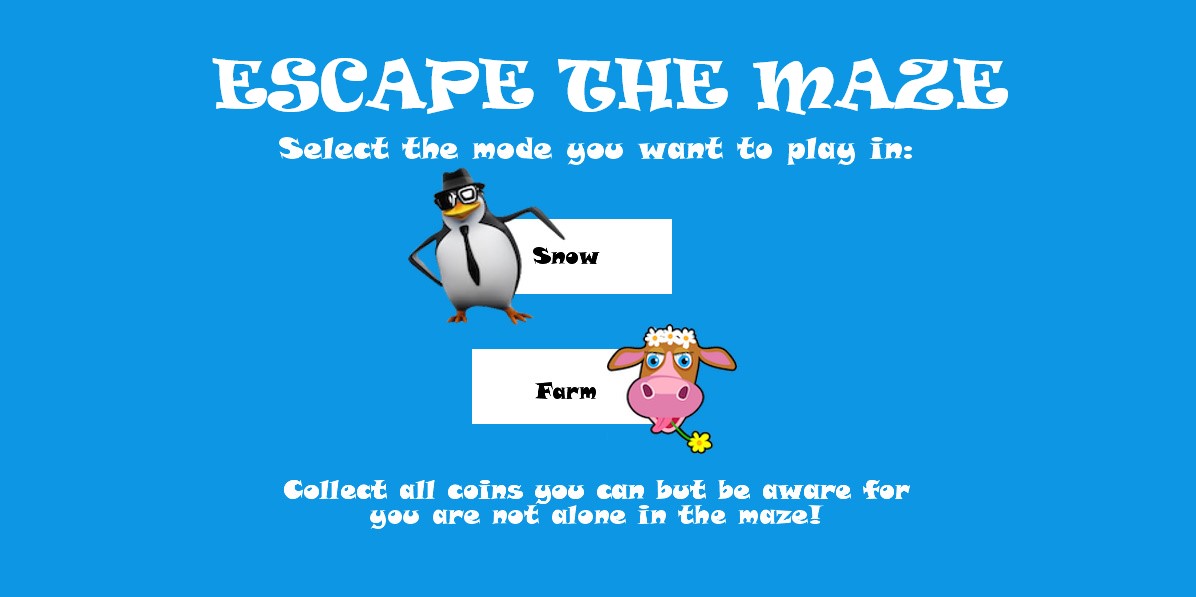 ESCAPE THE MAZE
Select the mode you want to play in:
Snow
Farm
Collect all coins you can but be aware for
you are not alone in the maze!